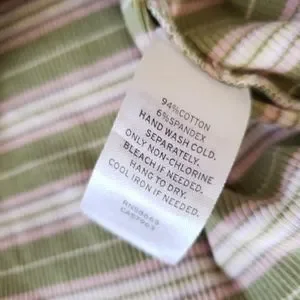 94%COTTON
6%SPANDEX
HAND WASH COLD.
SEPARATELY.
ONLY NON-CHLORINE
BLEACH IF NEEDED.
HANG TO DRY.
COOL IRON IF NEEDED.